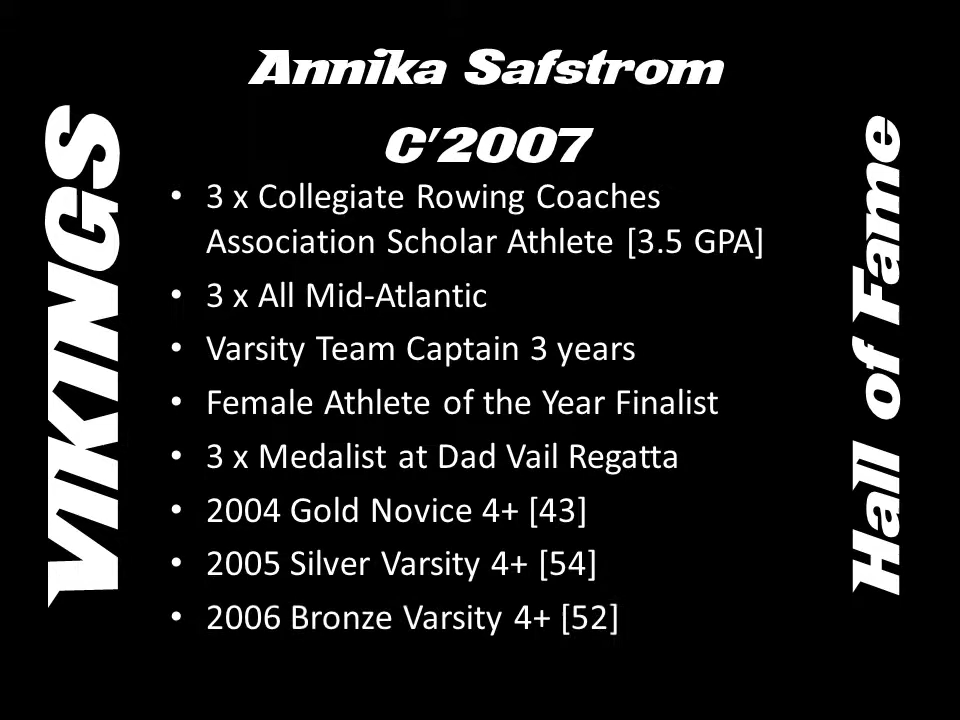 Annika Safstrom
C'2007
VIKINGS
• 3 x Collegiate Rowing Coaches
Association Scholar Athlete [3.5 GPA]
• 3 x All Mid-Atlantic
• Varsity Team Captain 3 years
• Female Athlete of the Year Finalist
• 3 x Medalist at Dad Vail Regatta
• 2004 Gold Novice 4+ [43]
• 2005 Silver Varsity 4+ [54]
• 2006 Bronze Varsity 4+ [52]
Hall of Fame